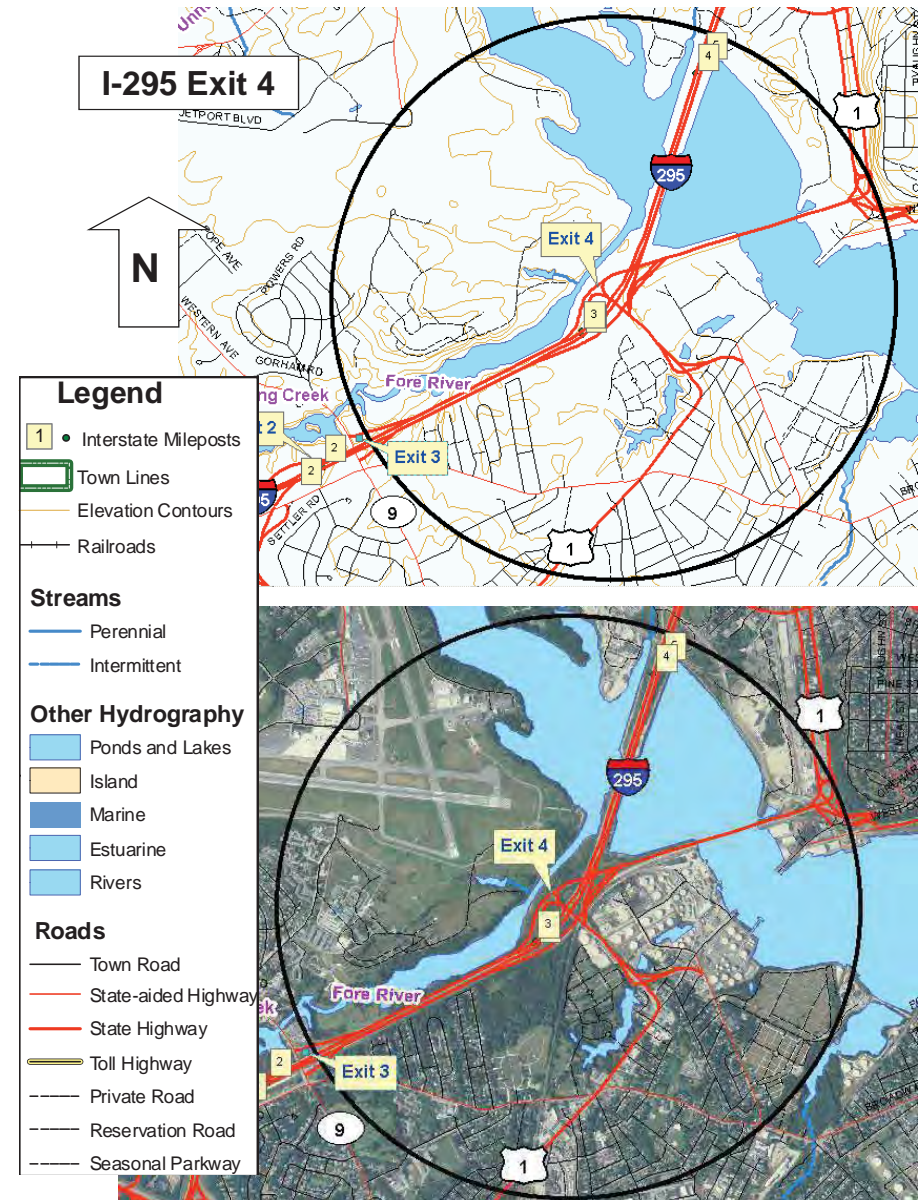 I-295 Exit 4
JETPORT BLVD
N
POPE AVE
POWERS RD
WESTERN AVE
GORHAM RD
Fore River
Exit 4
Exit 3
SETTLER RD
295
1
1
9
2
2
3
4
5
Legend
1 Interstate Mileposts
Town Lines
Elevation Contours
Railroads
Streams
Perennial
Intermittent
Other Hydrography
Ponds and Lakes
Island
Marine
Estuarine
Rivers
Roads
Town Road
State-aided Highway
State Highway
Toll Highway
Private Road
Reservation Road
Seasonal Parkway
4
1
295
Exit 4
3
Fore River
2
Exit 3
9
1